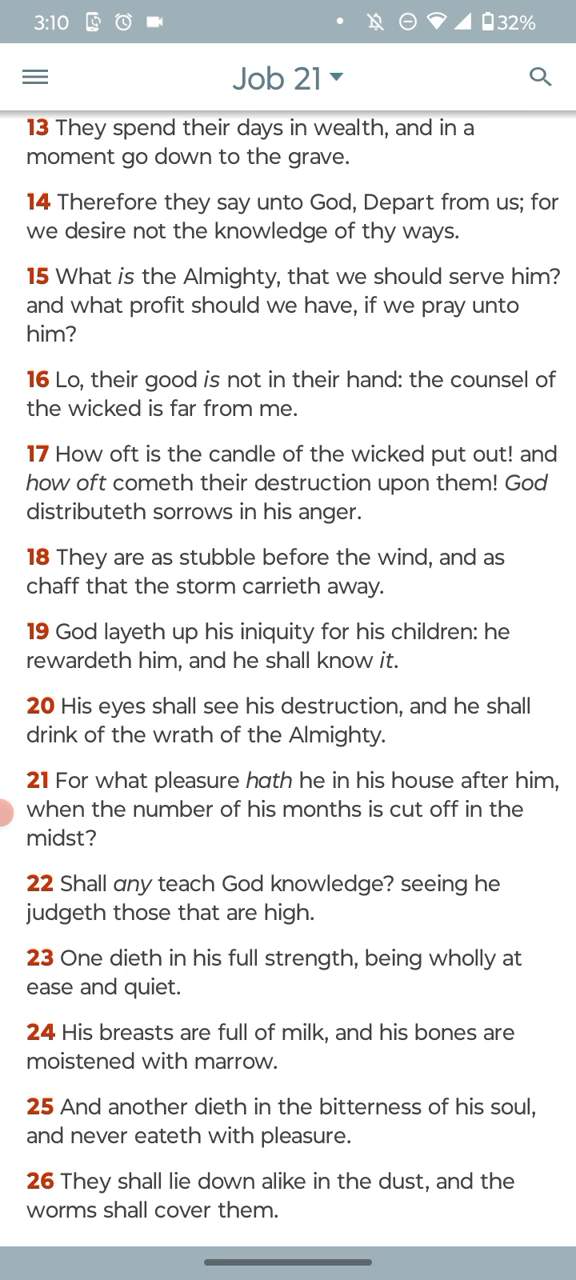 3:10
32%
Job 21
13 They spend their days in wealth, and in a
moment go down to the grave.
14 Therefore they say unto God, Depart from us; for
we desire not the knowledge of thy ways.
15 What is the Almighty, that we should serve him?
and what profit should we have, if we pray unto
him?
16 Lo, their good is not in their hand: the counsel of
the wicked is far from me.
17 How oft is the candle of the wicked put out! and
how oft cometh their destruction upon them! God
distributeth sorrows in his anger.
18 They are as stubble before the wind, and as
chaff that the storm carrieth away.
19 God layeth up his iniquity for his children: he
rewardeth him, and he shall know it.
20 His eyes shall see his destruction, and he shall
drink of the wrath of the Almighty.
21 For what pleasure hath he in his house after him,
when the number of his months is cut off in the
midst?
22 Shall any teach God knowledge? seeing he
judgeth those that are high.
23 One dieth in his full strength, being wholly at
ease and quiet.
24 His breasts are full of milk, and his bones are
moistened with marrow.
25 And another dieth in the bitterness of his soul,
and never eateth with pleasure.
26 They shall lie down alike in the dust, and the
worms shall cover them.